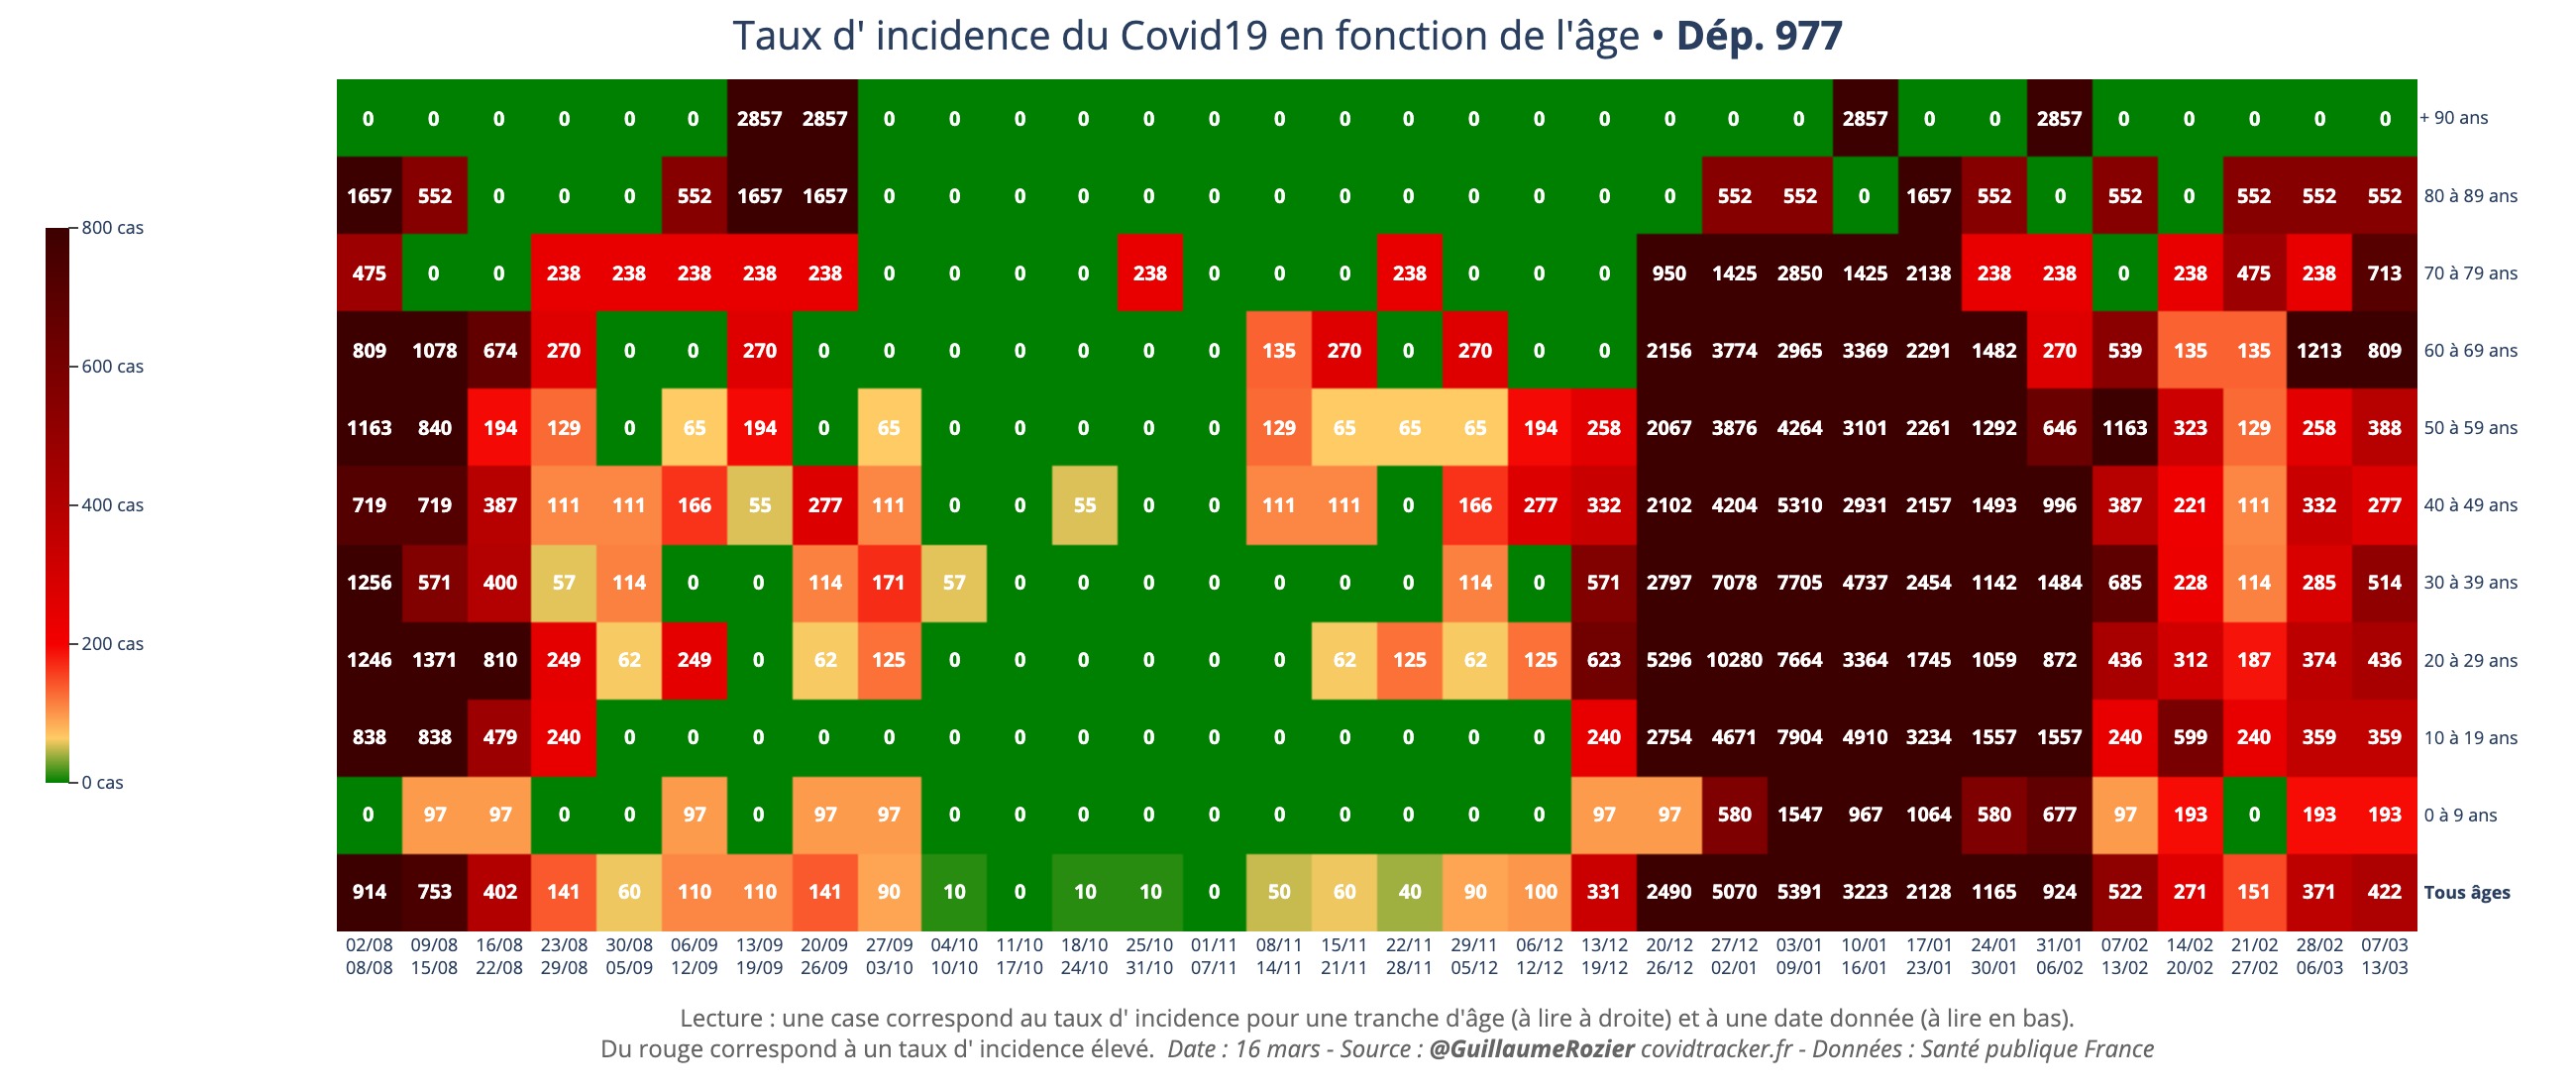 Taux d' incidence du Covid19 en fonction de l'âge • Dép. 977
0 0 0 0 0 0 2857 2857 0 0 0 0 0 0 0 0 0 0 0 0 0 0 0 2857 0 0 2857 0 0 0 0 0 + 90 ans
1657 552 0 0 0 552 1657 1657 0 0 0 0 0 0 0 0 0 0 0 0 0 552 552 0 1657 552 0 552 0 552 552 552 80 à 89 ans
800 cas
475 0 0 238 238 238 238 238 0 0 0 0 238 0 0 0 238 0 0 0 950 1425 2850 1425 2138 238 238 0 238 475 238 713 70 à 79 ans
809 1078 674 270 0 0 270 0 0 0 0 0 0 0 135 270 0 270 0 0 2156 3774 2965 3369 2291 1482 270 539 135 135 1213 809 60 à 69 ans
600 cas
1163 840 194 129 0 65 194 0 65 0 0 0 0 0 129 65 65 65 194 258 2067 3876 4264 3101 2261 1292 646 1163 323 129 258 388 50 à 59 ans
719 719 387 111 111 166 55 277 111 0 0 55 0 0 111 111 0 166 277 332 2102 4204 5310 2931 2157 1493 996 387 221 111 332 277 40 à 49 ans
400 cas
1256 571 400 57 114 0 0 114 171 57 0 0 0 0 0 0 0 114 0 571 2797 7078 7705 4737 2454 1142 1484 685 228 114 285 514 30 à 39 ans
200 cas
1246 1371 810 249 62 249 0 62 125 0 0 0 0 0 0 62 125 62 125 623 5296 10280 7664 3364 1745 1059 872 436 312 187 374 436 20 à 29 ans
838 838 479 240 0 0 0 0 0 0 0 0 0 0 0 0 0 0 0 240 2754 4671 7904 4910 3234 1557 1557 240 599 240 359 359 10 à 19 ans
0 cas
0 97 97 0 0 97 0 97 97 0 0 0 0 0 0 0 0 0 0 97 97 580 1547 967 1064 580 677 97 193 0 193 193 0 à 9 ans
914 753 402 141 60 110 110 141 90 10 0 10 10 0 50 60 40 90 100 331 2490 5070 5391 3223 2128 1165 924 522 271 151 371 422 Tous âges
02/08 09/08 16/08 23/08 30/08 06/09 13/09 20/09 27/09 04/10 11/10 18/10 25/10 01/11 08/11 15/11 22/11 29/11 06/12 13/12 20/12 27/12 03/01 10/01 17/01 24/01 31/01 07/02 14/02 21/02 28/02 07/03
08/08 15/08 22/08 29/08 05/09 12/09 19/09 26/09 03/10 10/10 17/10 24/10 31/10 07/11 14/11 21/11 28/11 05/12 12/12 19/12 26/12 02/01 09/01 16/01 23/01 30/01 06/02 13/02 20/02 27/02 06/03 13/03
Lecture : une case correspond au taux d' incidence pour une tranche d'âge (à lire à droite) et à une date donnée (à lire en bas).
Du rouge correspond à un taux d' incidence élevé. Date : 16 mars - Source : @GuillaumeRozier covidtracker.fr - Données : Santé publique France